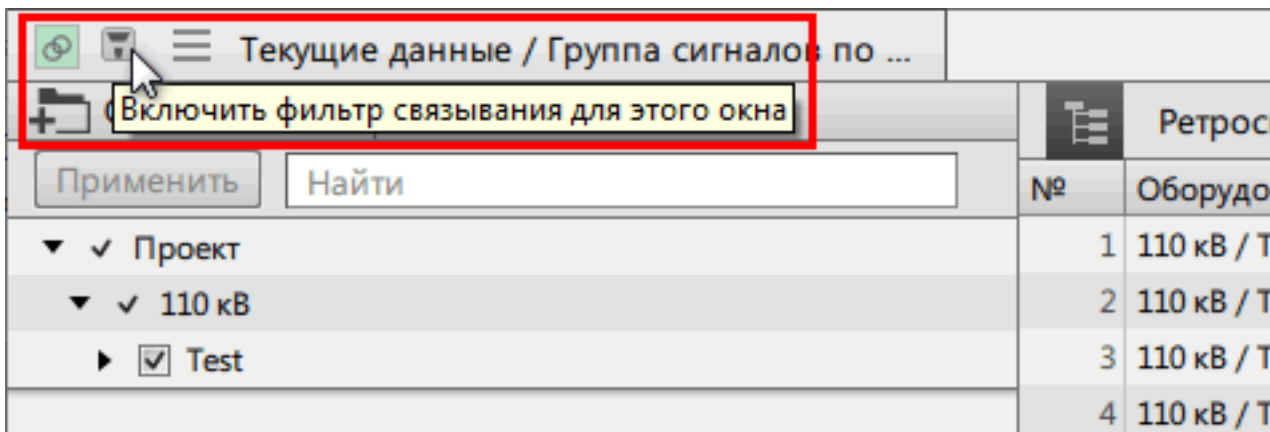 Текущие данные / Группа сигналов по ...
Включить фильтр связывания для этого окна
Ретрос
Применить
Найти
№
Оборудо
Проект
1 110 кВ / T
110 кВ
2 110 кВ / T
Test
3 110 кВ / T
4 110 кВ / T